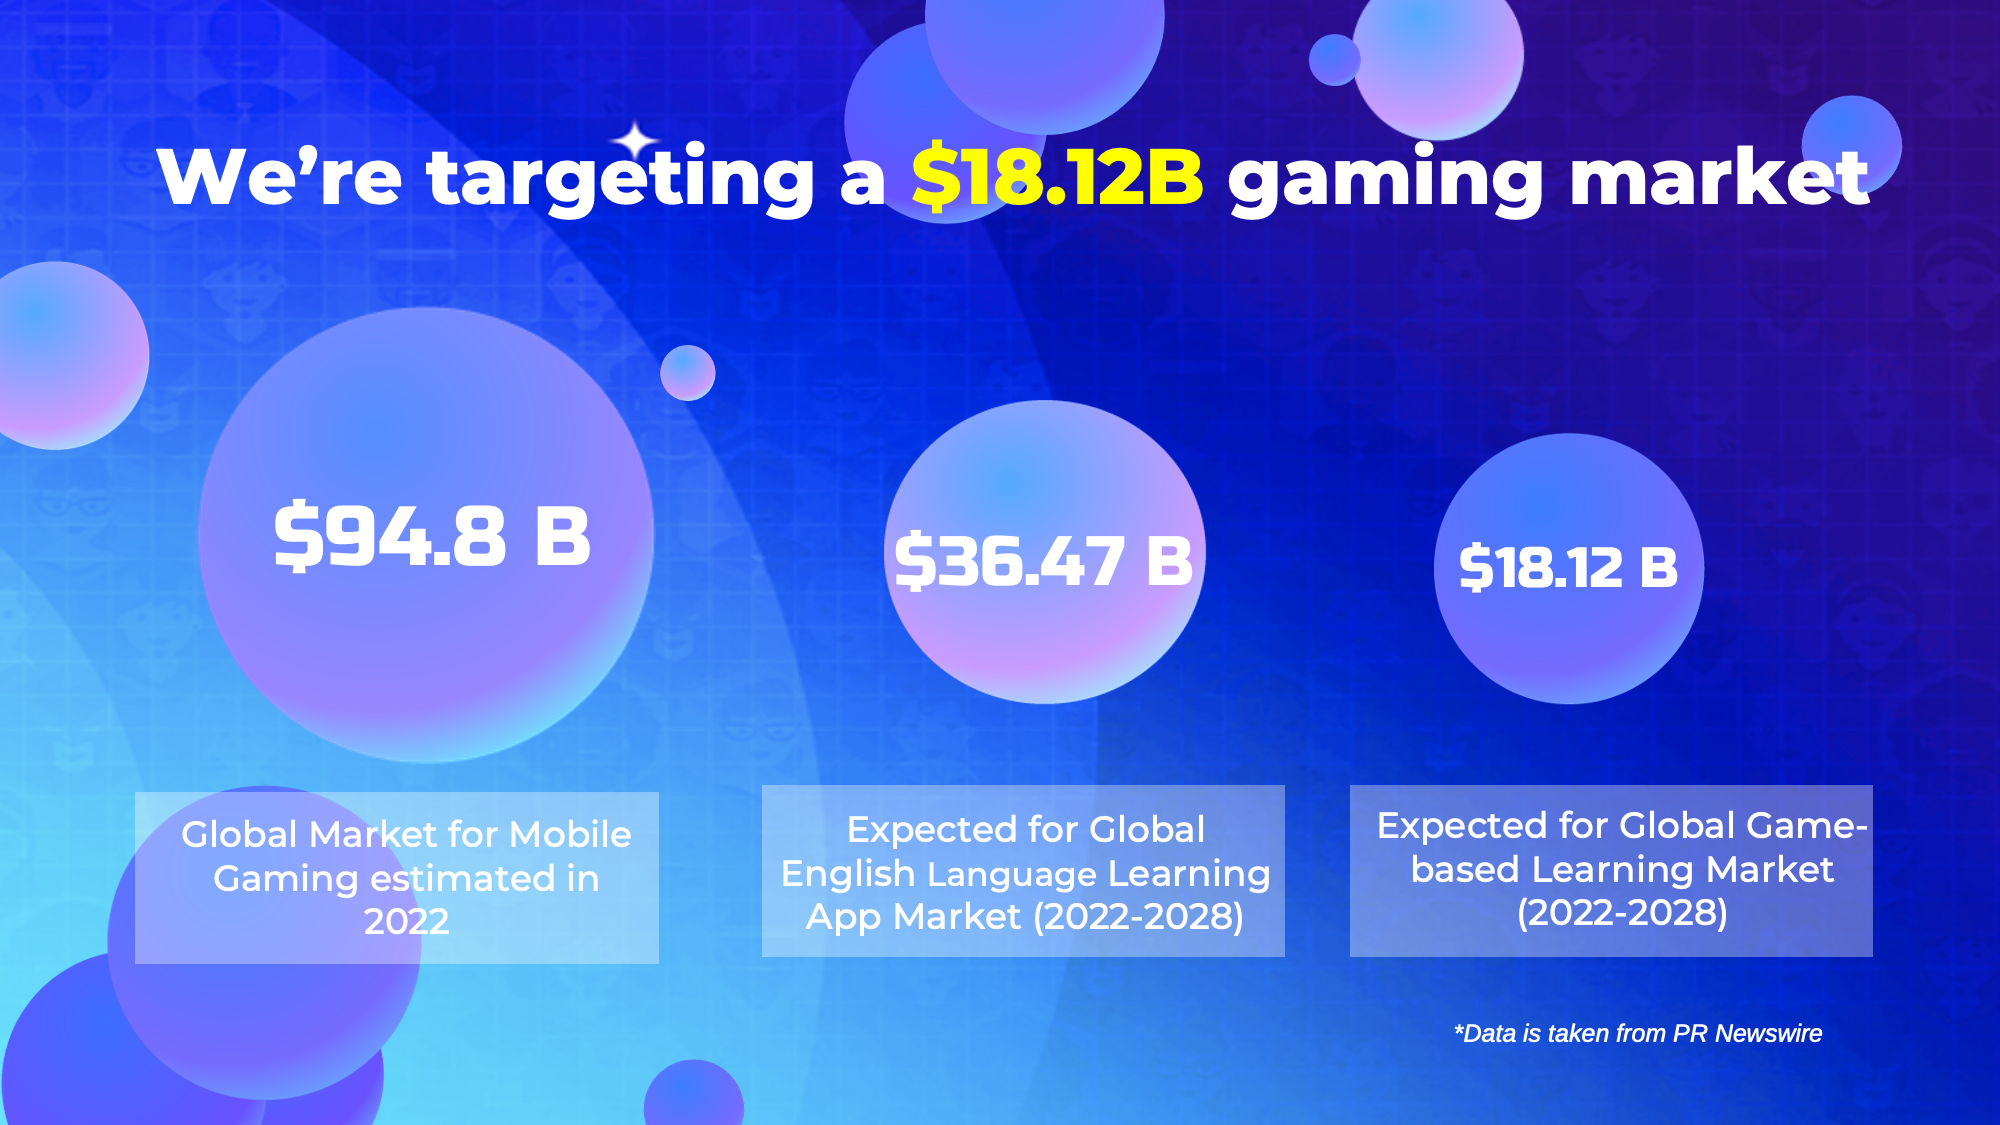 We’re targeting a $18.12B gaming market
$94.8 B
$36.47 B
$18.12 B
Global Market for Mobile
Gaming estimated in
2022
Expected for Global
English Language Learning
App Market (2022-2028)
Expected for Global Game-
based Learning Market
(2022-2028)
*Data is taken from PR Newswire